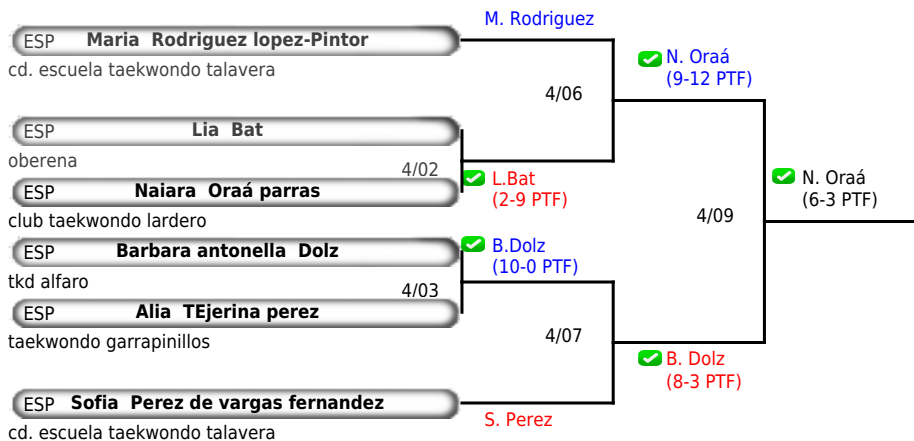 M. Rodriguez
ESP Maria Rodriguez lopez-Pintor
cd. escuela taekwondo talavera
N. Oraá
(9-12 PTF)
4/06
ESP Lia Bat
oberena
4/02
L.Bat
(2-9 PTF)
ESP Naiara Oraá parras
club taekwondo lardero
N. Oraá
(6-3 PTF)
4/09
ESP Barbara antonella Dolz
tkd alfaro
B.Dolz
(10-0 PTF)
4/03
ESP Alia TEjerina perez
taekwondo garrapinillos
4/07
B. Dolz
(8-3 PTF)
ESP Sofia Perez de vargas fernandez
cd. escuela taekwondo talavera
S. Perez